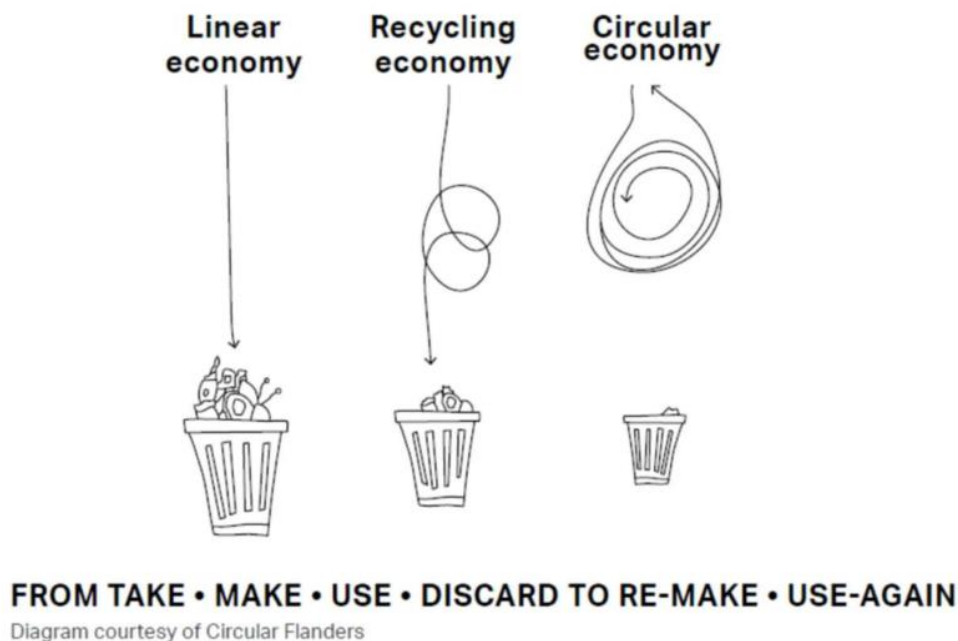 Linear
economy
Recycling
economy
Circular
economy
FROM TAKE • MAKE • USE • DISCARD TO RE-MAKE • USE-AGAIN
Diagram courtesy of Circular Flanders